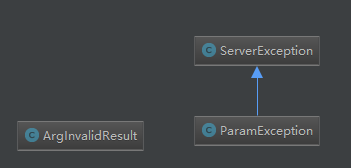 C ServerException
C ArgInvalidResult
C ParamException